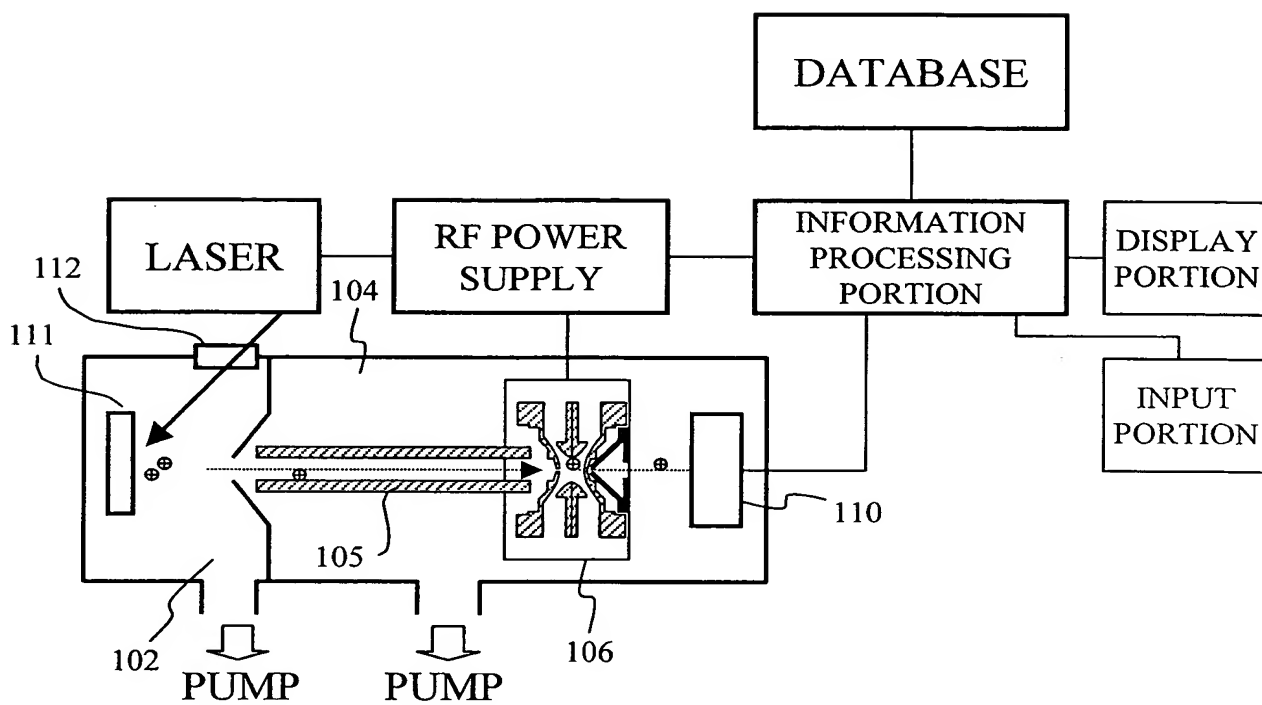 DATABASE
LASER
RF POWER
SUPPLY
INFORMATION
PROCESSING
PORTION
DISPLAY
PORTION
INPUT
PORTION
112
111
104
105
106
110
102
PUMP
PUMP